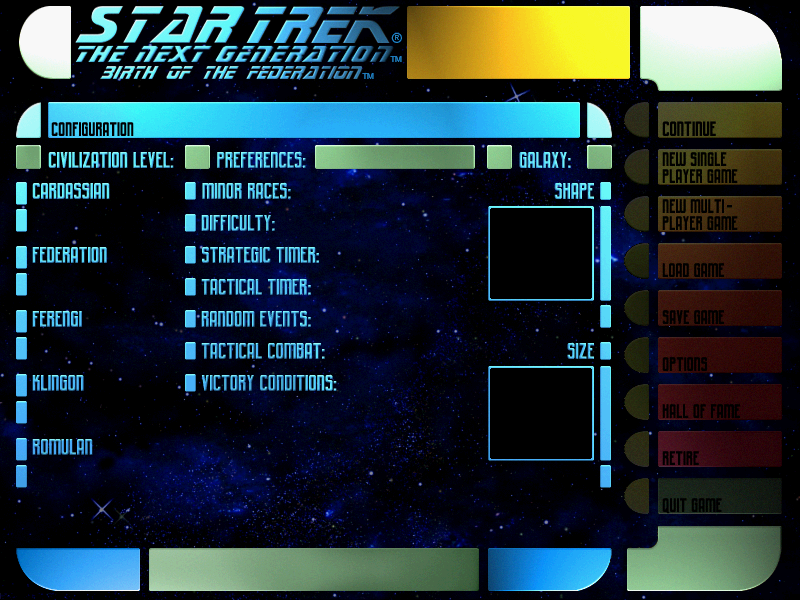 STAR TREK®
THE NEXT GENERATION™
BIRTH OF THE FEDERATION™
CONFIGURATION
CIVILIZATION LEVEL:
CARDASSIAN
FEDERATION
FERENGI
KLINGON
ROMULAN
PREFERENCES:
MINOR RACES:
DIFFICULTY:
STRATEGIC TIMER:
TACTICAL TIMER:
RANDOM EVENTS:
TACTICAL COMBAT:
VICTORY CONDITIONS:
GALAXY:
SHAPE
SIZE
CONTINUE
NEW SINGLE
PLAYER GAME
NEW MULTI-
PLAYER GAME
LOAD GAME
SAVE GAME
OPTIONS
HALL OF FAME
RETIRE
QUIT GAME